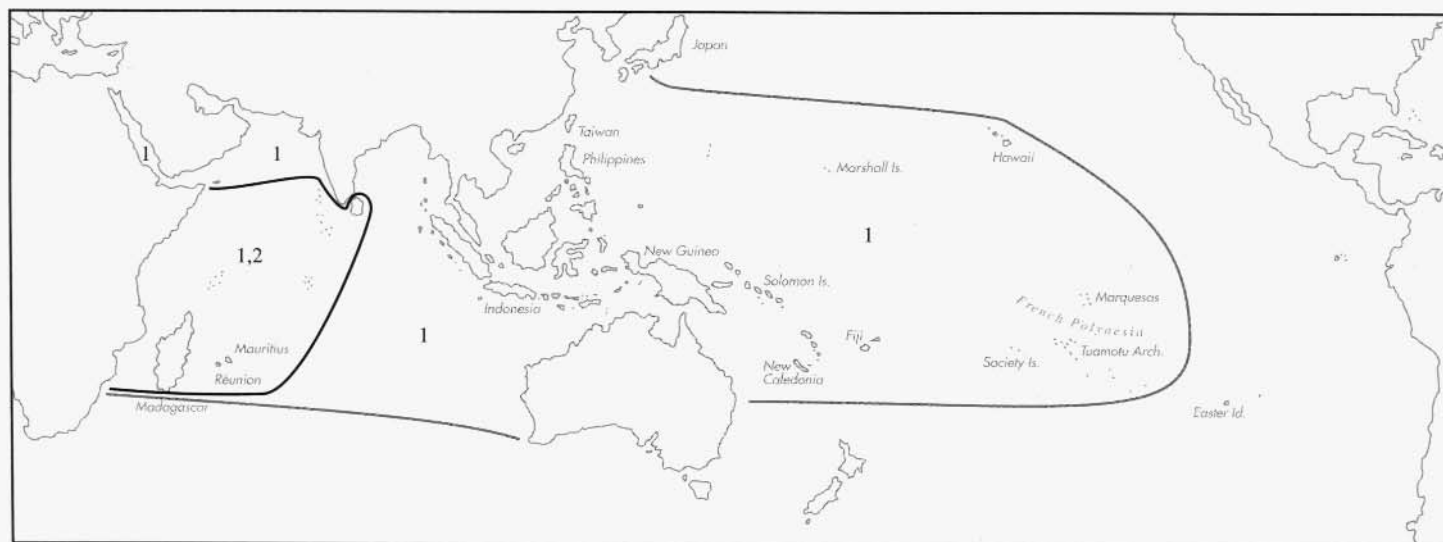 Japan
Taiwan
Philippines
Hawaii
Marshall Is.
1
1
1,2
1
New Guinea
Solomon Is.
Indonesia
Marquesas
French Polynesia
Fiji
1
Mauritius
Society Is.
Tuamotu Arch.
New
Caledonia
Réunion
Madagascar
Easter Id.